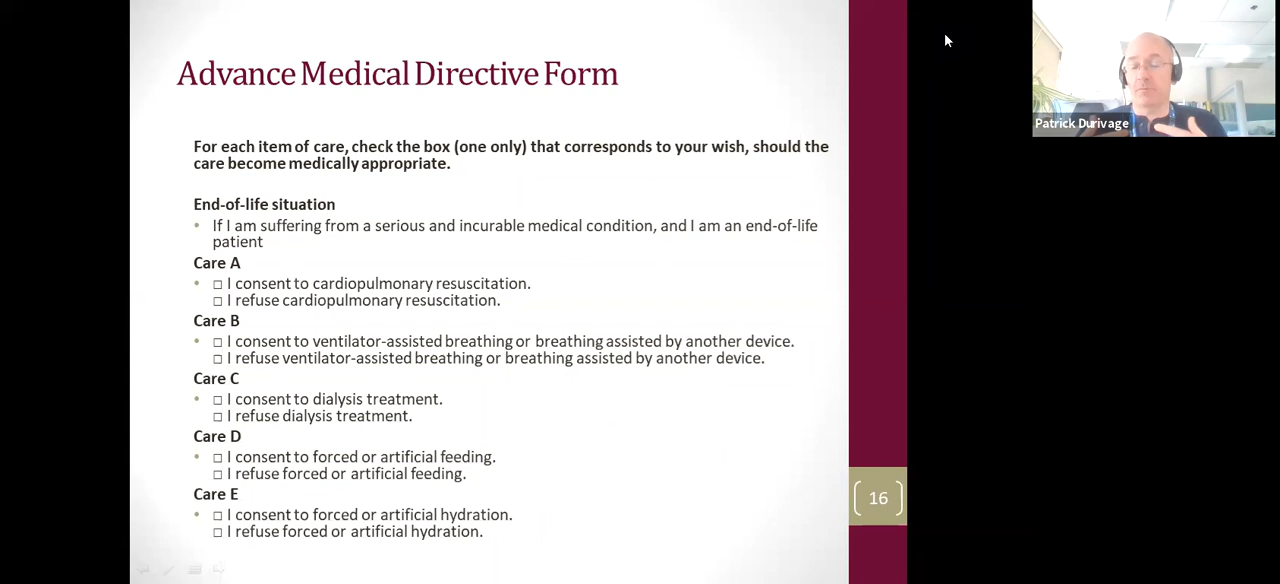 Advance Medical Directive Form
For each item of care, check the box (one only) that corresponds to your wish, should the
care become medically appropriate.
End-of-life situation
• If I am suffering from a serious and incurable medical condition, and I am an end-of-life
patient
Care A
• □ I consent to cardiopulmonary resuscitation.
□ I refuse cardiopulmonary resuscitation.
Care B
• □ I consent to ventilator-assisted breathing or breathing assisted by another device.
□ I refuse ventilator-assisted breathing or breathing assisted by another device.
Care C
• □ I consent to dialysis treatment.
□ I refuse dialysis treatment.
Care D
• □ I consent to forced or artificial feeding.
□ I refuse forced or artificial feeding.
Care E
• □ I consent to forced or artificial hydration.
□ I refuse forced or artificial hydration.
16
Patrick Durivage